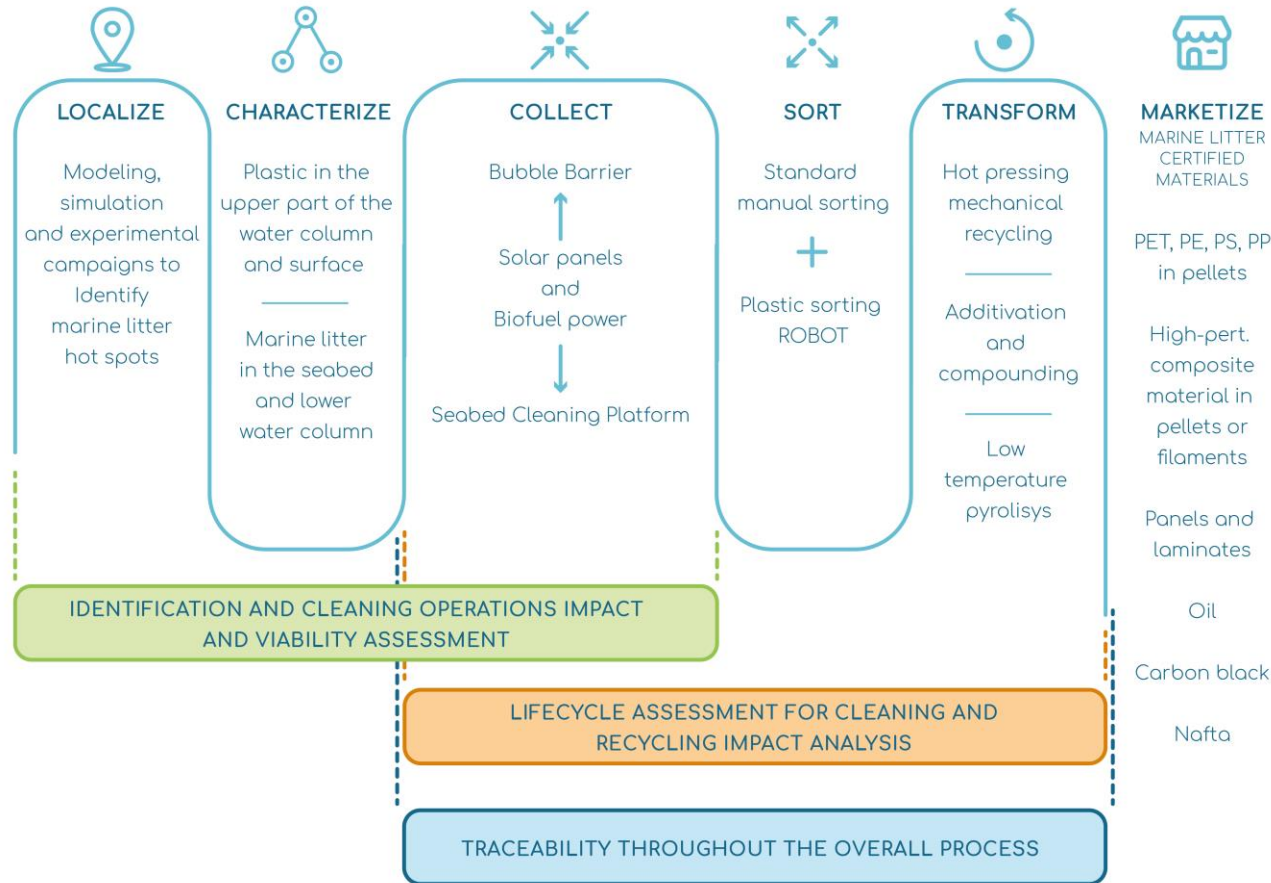 LOCALIZE
Modeling,
simulation
and experimental
campaigns to
Identify
marine litter
hot spots
CHARACTERIZE
Plastic in the
upper part of the
water column
and surface
Marine litter
in the seabed
and lower
water column
COLLECT
Bubble Barrier
Solar panels
and
Biofuel power
Seabed Cleaning Platform
SORT
Standard
manual sorting
+
Plastic sorting
ROBOT
TRANSFORM
Hot pressing
mechanical
recycling
Additivation
and
compounding
Low
temperature
pyrolisys
MARKETIZE
MARINE LITTER
CERTIFIED
MATERIALS
PET, PE, PS, PP
in pellets
High-pert.
composite
material in
pellets or
filaments
Panels and
laminates
Oil
Carbon black
Nafta
IDENTIFICATION AND CLEANING OPERATIONS IMPACT
AND VIABILITY ASSESSMENT
LIFECYCLE ASSESSMENT FOR CLEANING AND
RECYCLING IMPACT ANALYSIS
TRACEABILITY THROUGHOUT THE OVERALL PROCESS